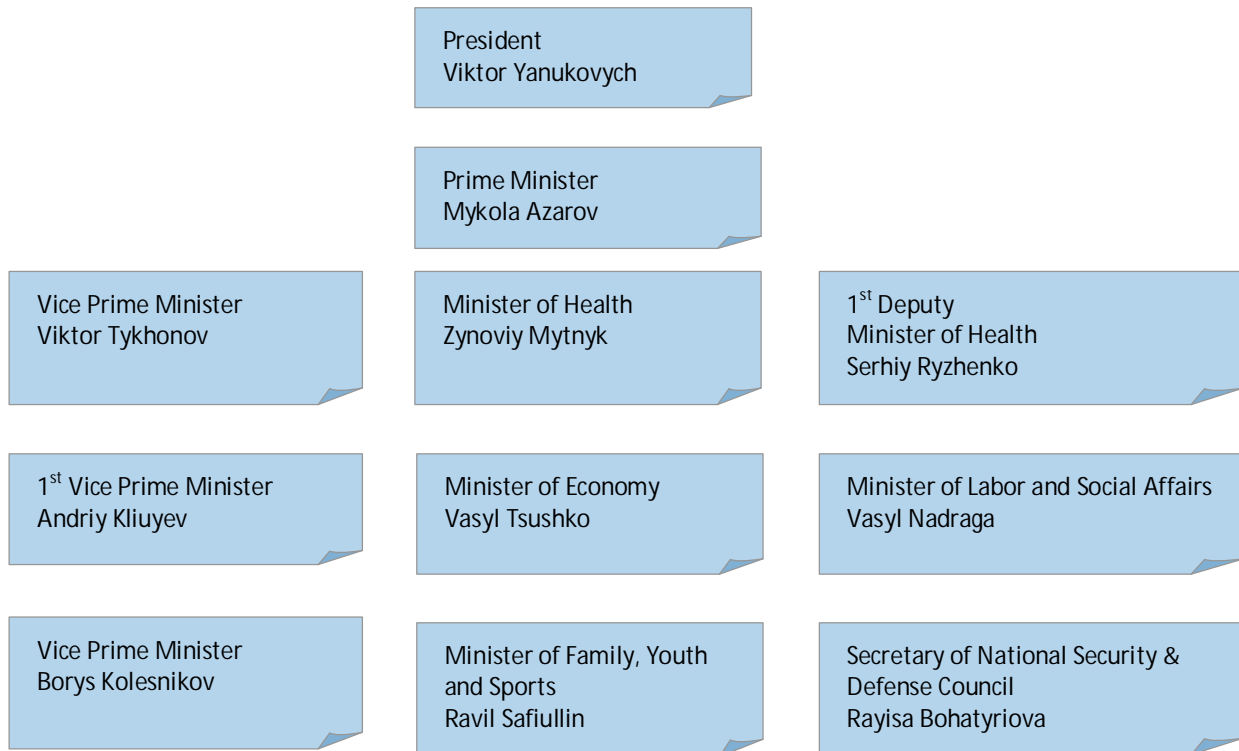 President
Viktor Yanukovych
Prime Minister
Mykola Azarov
Vice Prime Minister
Viktor Tykhonov
Minister of Health
Zynoviy Mytnyk
1st Deputy
Minister of Health
Serhiy Ryzhenko
1st Vice Prime Minister
Andriy Kliuyev
Minister of Economy
Vasyl Tsushko
Minister of Labor and Social Affairs
Vasyl Nadraga
Vice Prime Minister
Borys Kolesnikov
Minister of Family, Youth
and Sports
Ravil Safiullin
Secretary of National Security &
Defense Council
Rayisa Bohatyriova